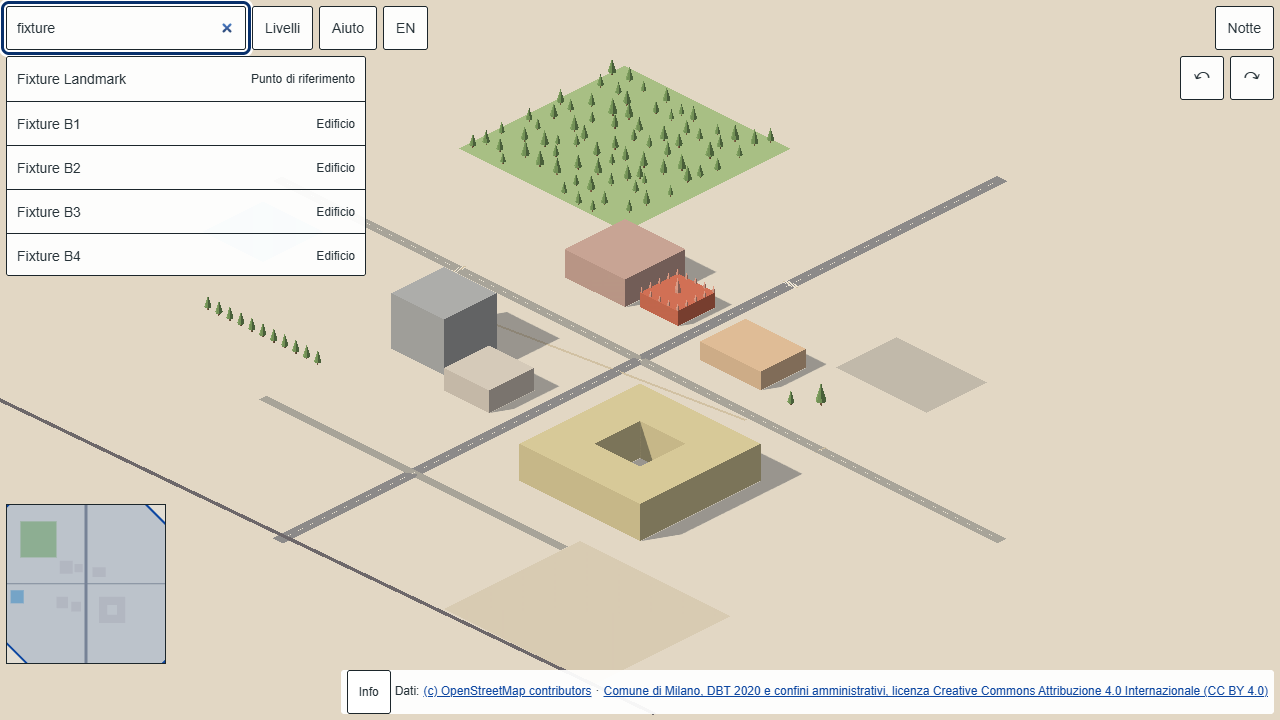 fixture × Livelli Aiuto EN Notte
Fixture Landmark Punto di riferimento
Fixture B1 Edificio
Fixture B2 Edificio
Fixture B3 Edificio
Fixture B4 Edificio
Info Dati: (c) OpenStreetMap contributors · Comune di Milano, DBT 2020 e confini amministrativi, licenza Creative Commons Attribuzione 4.0 Internazionale (CC BY 4.0)